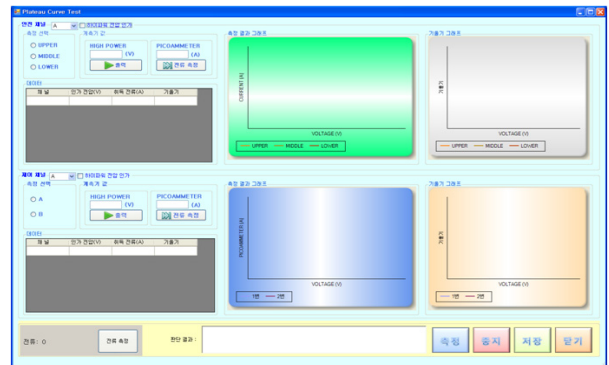 Plateau Curve Test
안전 채널 A 하이파워 전압 인가
측정 선택
UPPER
MIDDLE
LOWER
계측기 값
HIGH POWER
(V)
출력
PICOAMMETER
(A)
전류 측정
데이터
채 널 인가 전압(V) 취득 전류(A) 기울기
측정 결과 그래프
CURRENT (A)
VOLTAGE (V)
UPPER MIDDLE LOWER
기울기 그래프
기울기
VOLTAGE (V)
UPPER MIDDLE LOWER
제어 채널 A 하이파워 전압 인가
측정 선택
A
B
계측기 값
HIGH POWER
(V)
출력
PICOAMMETER
(A)
전류 측정
데이터
채 널 인가 전압(V) 취득 전류(A) 기울기
측정 결과 그래프
PICOAMMETER (A)
VOLTAGE (V)
1번 2번
기울기 그래프
기울기
VOLTAGE (V)
1번 2번
전류: 0
전류 측정
판단 결과 :
측정
중지
저장
닫기